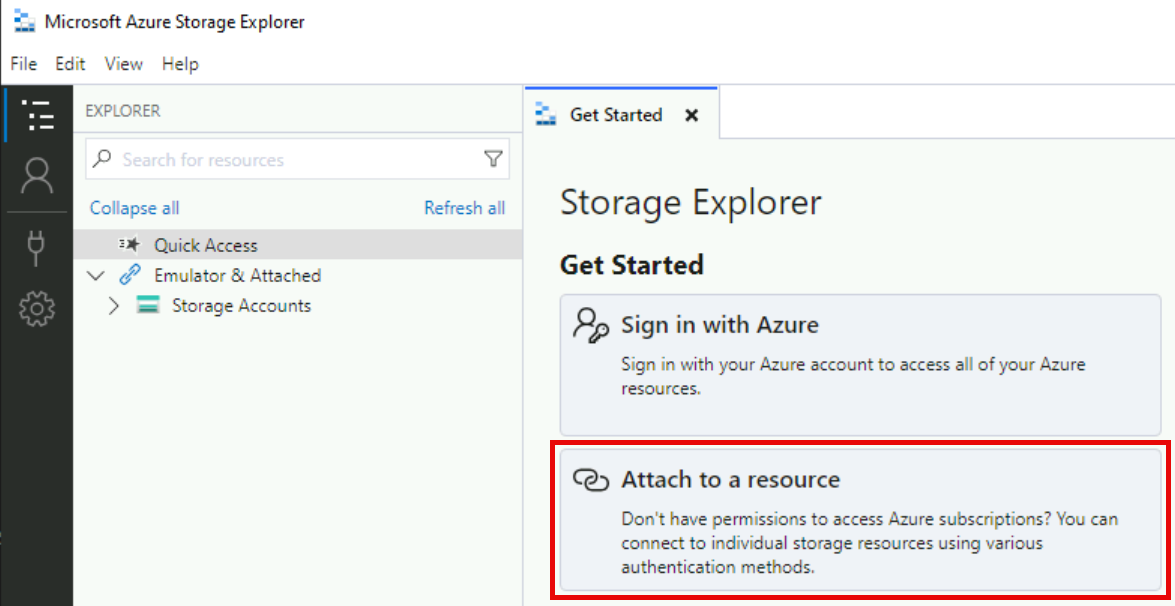 Microsoft Azure Storage Explorer
File Edit View Help
EXPLORER
Search for resources
Collapse all Refresh all
Quick Access
Emulator & Attached
Storage Accounts
Get Started
Storage Explorer
Get Started
Sign in with Azure
Sign in with your Azure account to access all of your Azure
resources.
Attach to a resource
Don't have permissions to access Azure subscriptions? You can
connect to individual storage resources using various
authentication methods.